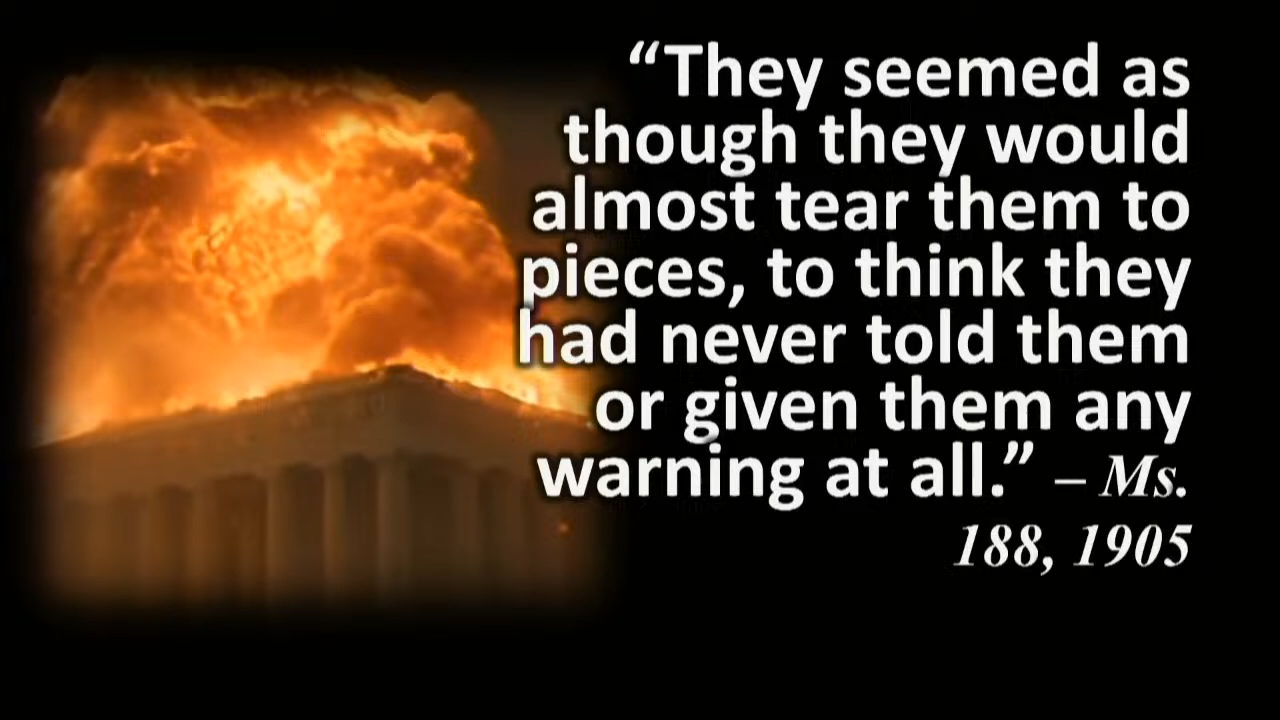 “They seemed as
though they would
almost tear them to
pieces, to think they
had never told them
or given them any
warning at all.” – Ms.
188, 1905